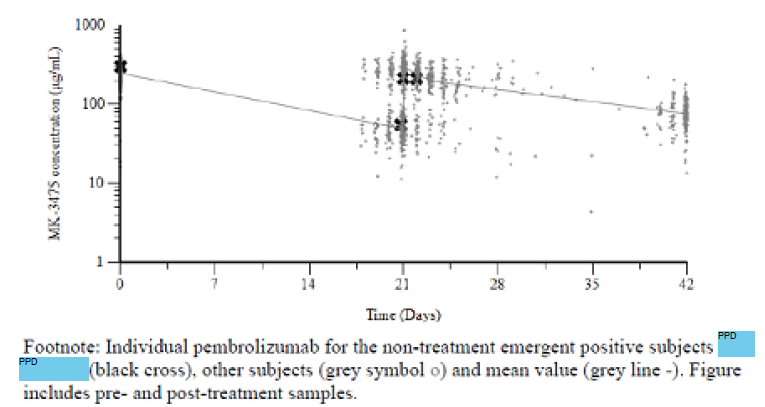 1000
100
10
1
MK-3475 concentration (μg/mL)
0 7 14 21 28 35 42
Time (Days)
Footnote: Individual pembrolizumab for the non-treatment emergent positive subjects PPD
PPD (black cross), other subjects (grey symbol o) and mean value (grey line -). Figure
includes pre- and post-treatment samples.